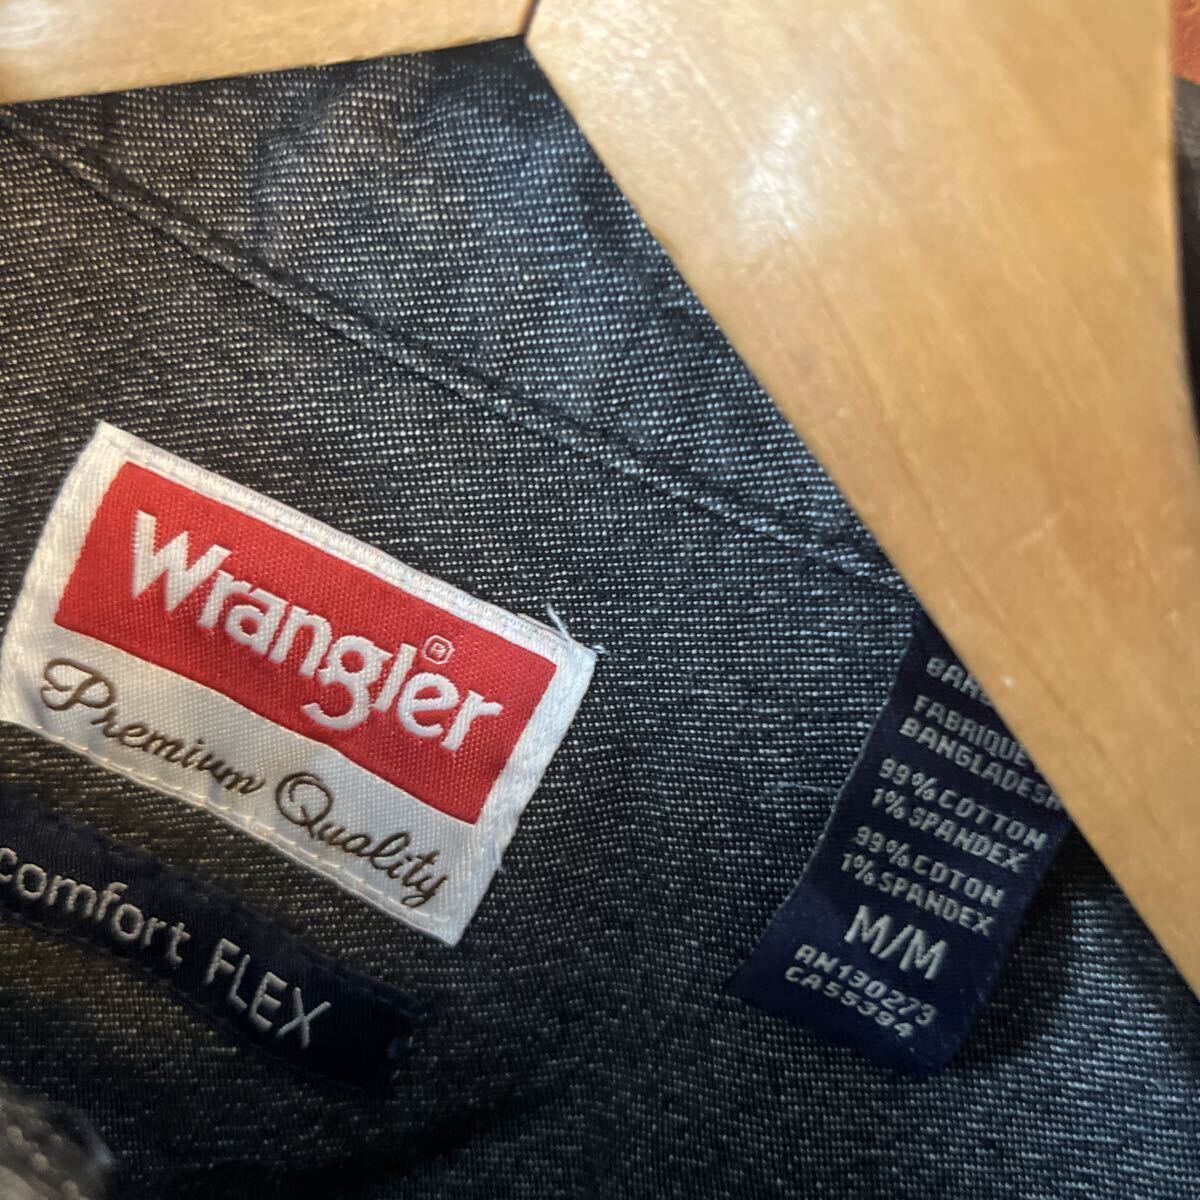 Wrangler
Premium Quality
comfort FLEX
FABRIQUE
BANGLADESH
99% COTTON
1% SPANDEX
99% COTON
1% SPANDEX
M/M
RN130273
CA55394